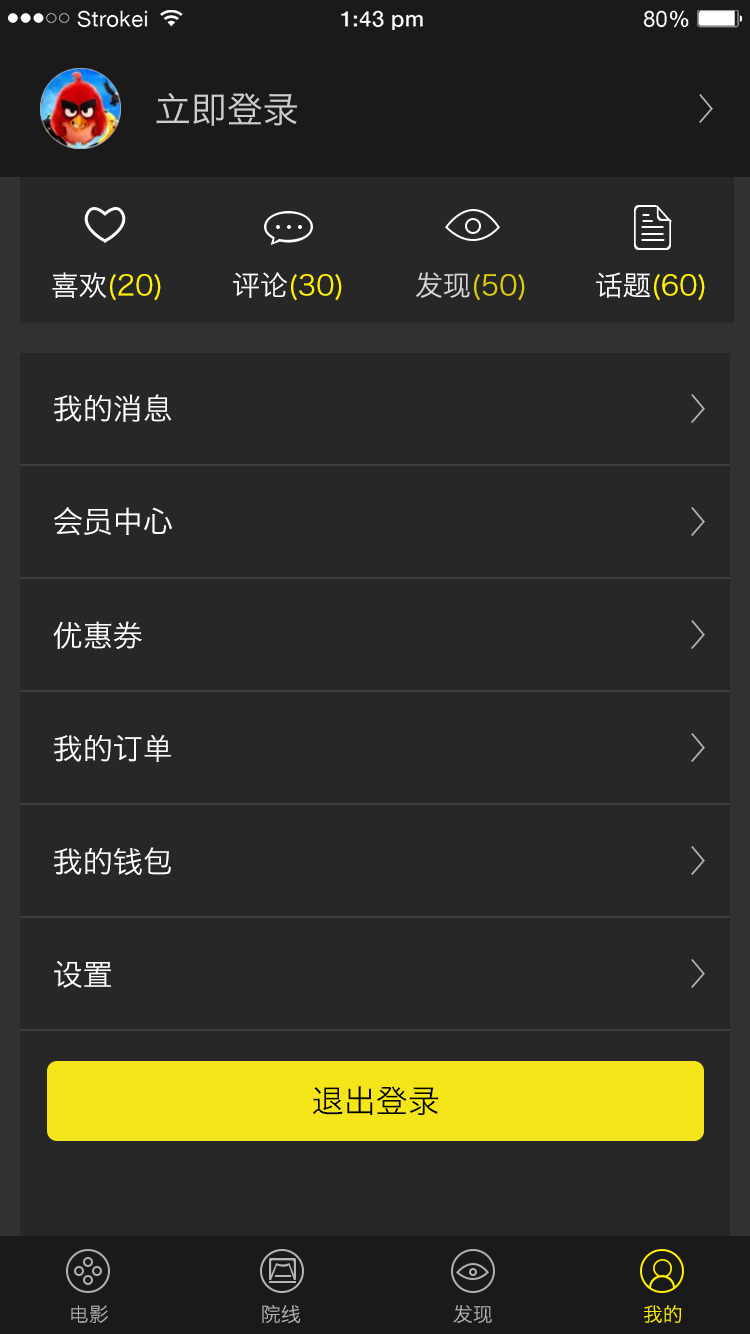 Strokei 1:43 pm 80%
立即登录
喜欢(20) 评论(30) 发现(50) 话题(60)
我的消息
会员中心
优惠券
我的订单
我的钱包
设置
退出登录
电影 院线 发现 我的